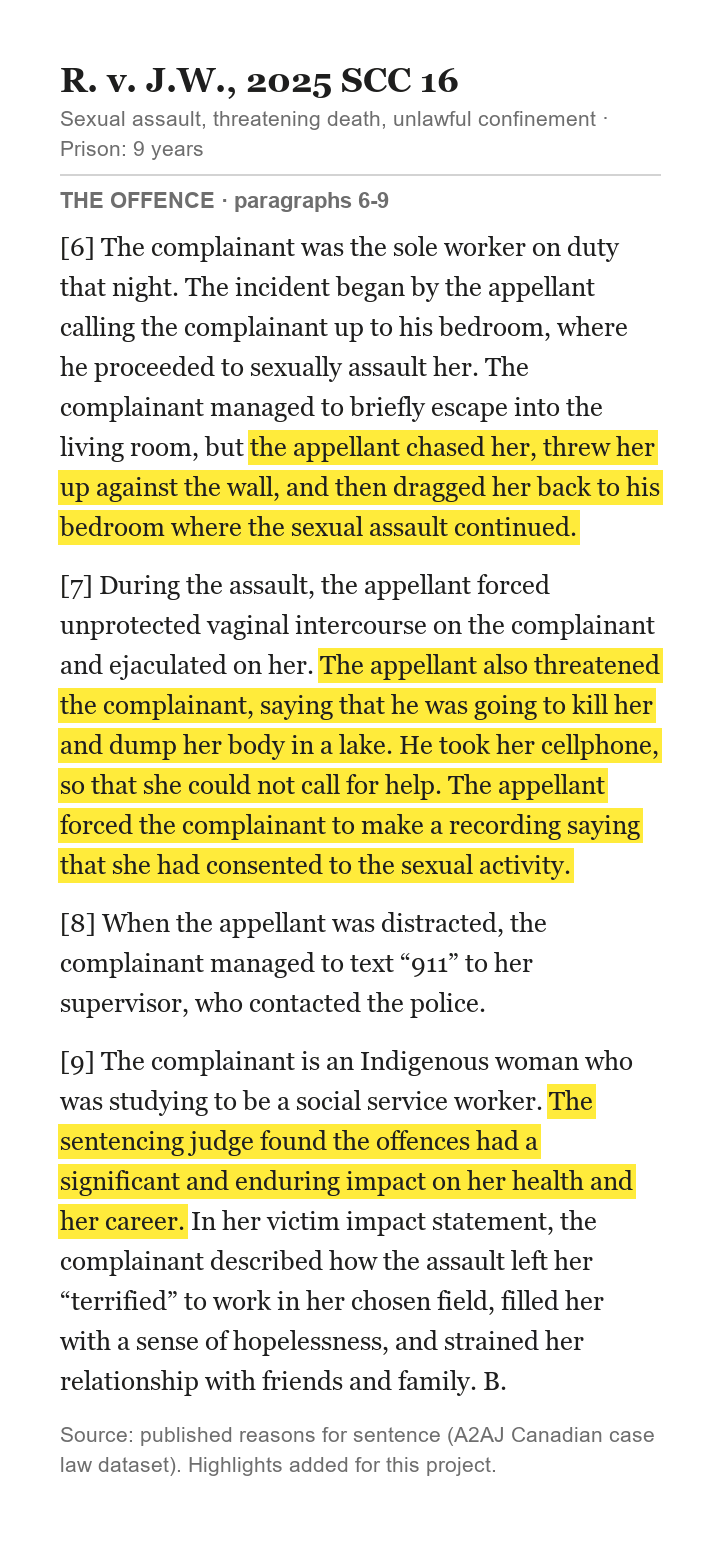 R. v. J.W., 2025 SCC 16
Sexual assault, threatening death, unlawful confinement ·
Prison: 9 years
THE OFFENCE · paragraphs 6-9
[6] The complainant was the sole worker on duty
that night. The incident began by the appellant
calling the complainant up to his bedroom, where
he proceeded to sexually assault her. The
complainant managed to briefly escape into the
living room, but the appellant chased her, threw her
up against the wall, and then dragged her back to his
bedroom where the sexual assault continued.
[7] During the assault, the appellant forced
unprotected vaginal intercourse on the complainant
and ejaculated on her. The appellant also threatened
the complainant, saying that he was going to kill her
and dump her body in a lake. He took her cellphone,
so that she could not call for help. The appellant
forced the complainant to make a recording saying
that she had consented to the sexual activity.
[8] When the appellant was distracted, the
complainant managed to text “911” to her
supervisor, who contacted the police.
[9] The complainant is an Indigenous woman who
was studying to be a social service worker. The
sentencing judge found the offences had a
significant and enduring impact on her health and
her career. In her victim impact statement, the
complainant described how the assault left her
“terrified” to work in her chosen field, filled her
with a sense of hopelessness, and strained her
relationship with friends and family. B.
Source: published reasons for sentence (A2AJ Canadian case
law dataset). Highlights added for this project.